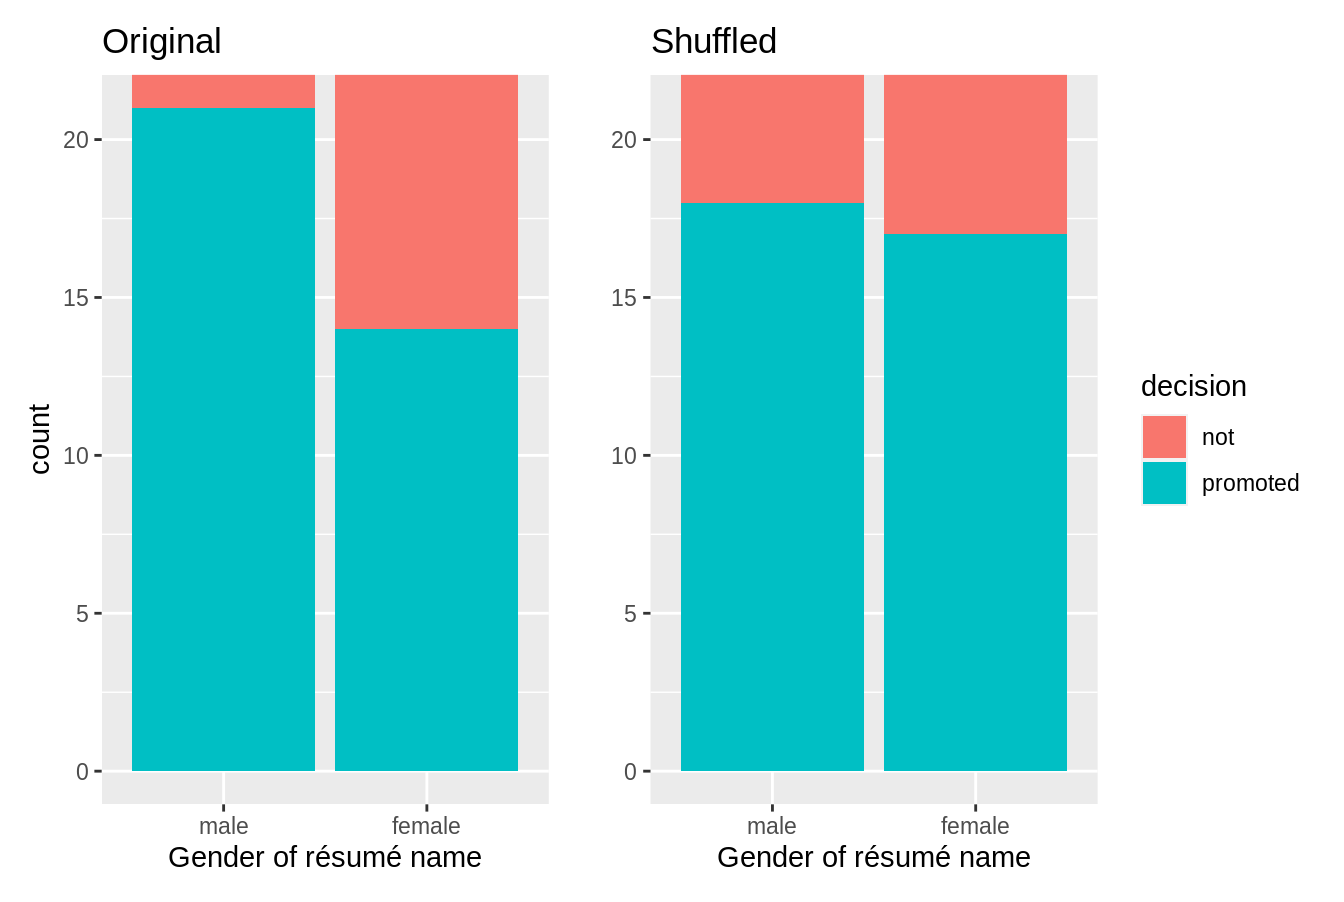 Original
Shuffled
count
20
15
10
5
0
male
female
Gender of résumé name
20
15
10
5
0
male
female
Gender of résumé name
decision
not
promoted